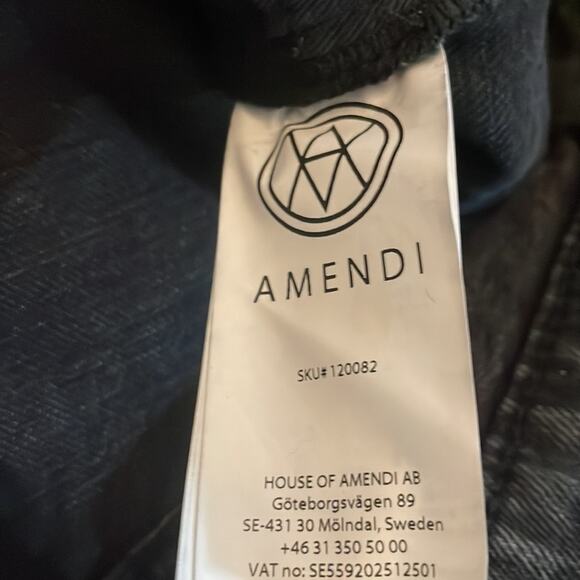 AMENDI
SKU# 120082
HOUSE OF AMENDI AB
Göteborgsvägen 89
SE-431 30 Mölndal, Sweden
+46 31 350 50 00
VAT no: SE559202512501